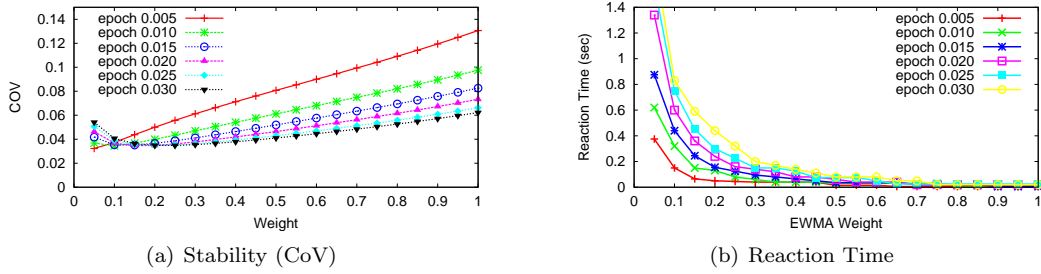 COV
0.14
0.12
0.1
0.08
0.06
0.04
0.02
0
epoch 0.005
epoch 0.010
epoch 0.015
epoch 0.020
epoch 0.025
epoch 0.030
0 0.1 0.2 0.3 0.4 0.5 0.6 0.7 0.8 0.9 1
Weight
(a) Stability (CoV)
Reaction Time (sec)
1.4
1.2
1
0.8
0.6
0.4
0.2
0
epoch 0.005
epoch 0.010
epoch 0.015
epoch 0.020
epoch 0.025
epoch 0.030
0 0.1 0.2 0.3 0.4 0.5 0.6 0.7 0.8 0.9 1
EWMA Weight
(b) Reaction Time